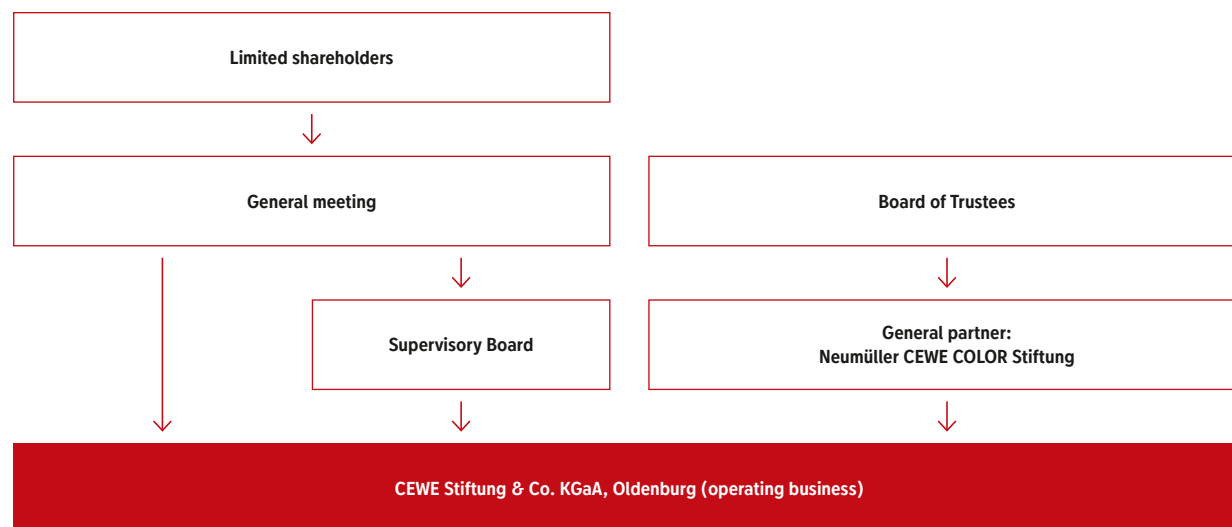 Limited shareholders
General meeting
Board of Trustees
Supervisory Board
General partner:
Neumüller CEWE COLOR Stiftung
CEWE Stiftung & Co. KGaA, Oldenburg (operating business)